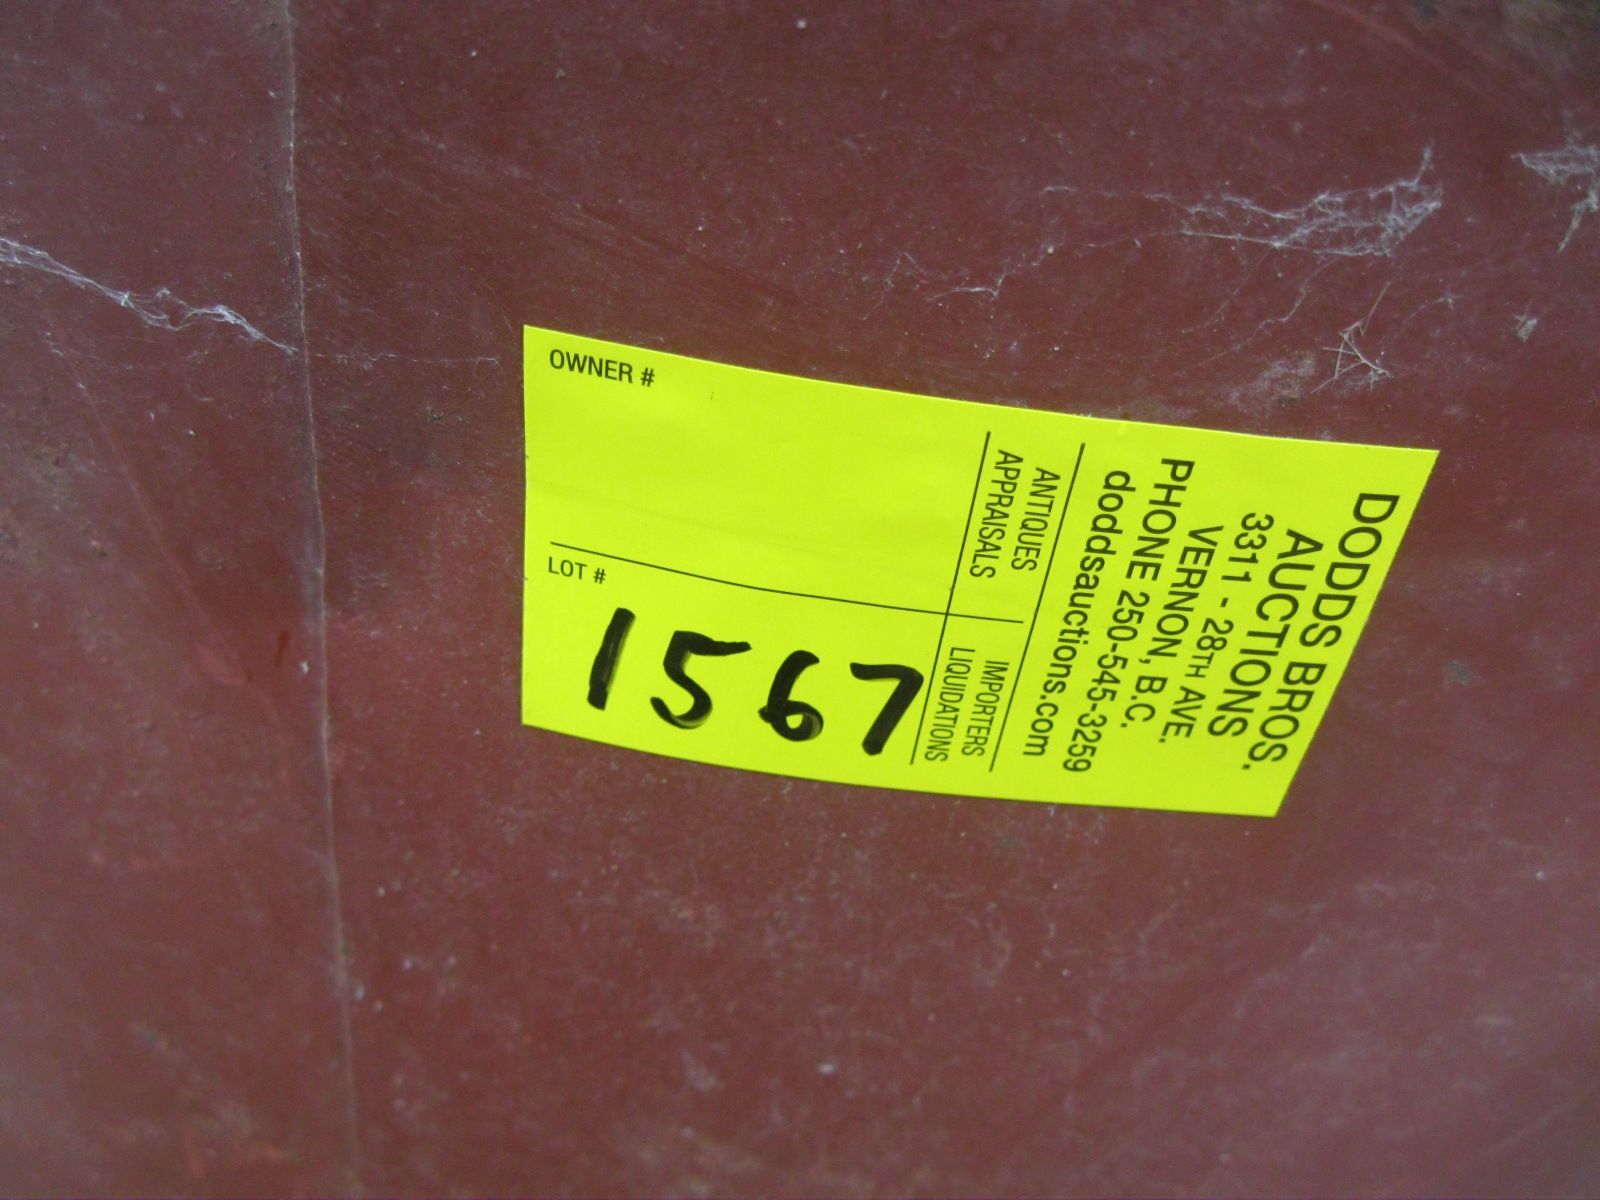 DODDS BROS.
AUCTIONS
3311 - 28TH AVE.
VERNON, B.C.
PHONE 250-545-3259
doddsauctions.com
ANTIQUES
APPRAISALS
IMPORTERS
LIQUIDATIONS
OWNER #
LOT #
1567